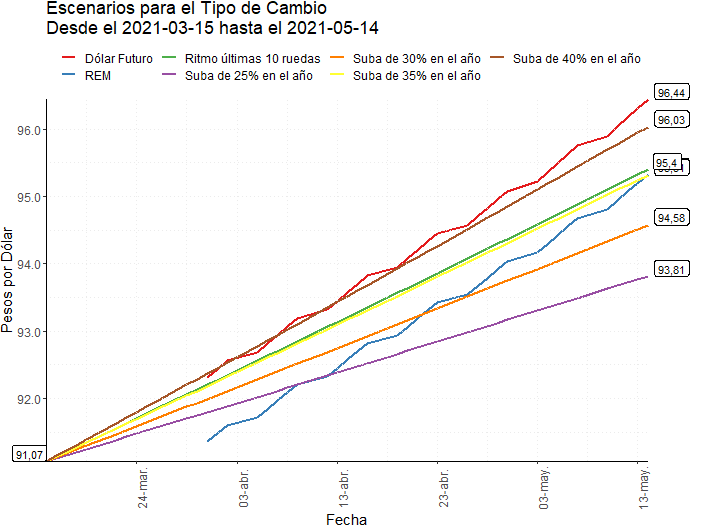 Escenarios para el Tipo de Cambio
Desde el 2021-03-15 hasta el 2021-05-14
Dólar Futuro Ritmo últimas 10 ruedas Suba de 30% en el año Suba de 40% en el año
REM Suba de 25% en el año Suba de 35% en el año
96,44
96,03
95,4
94,58
93,81
91,07
96.0
95.0
94.0
93.0
92.0
Pesos por Dólar
24-mar.
03-abr.
13-abr.
23-abr.
03-may.
13-may.
Fecha